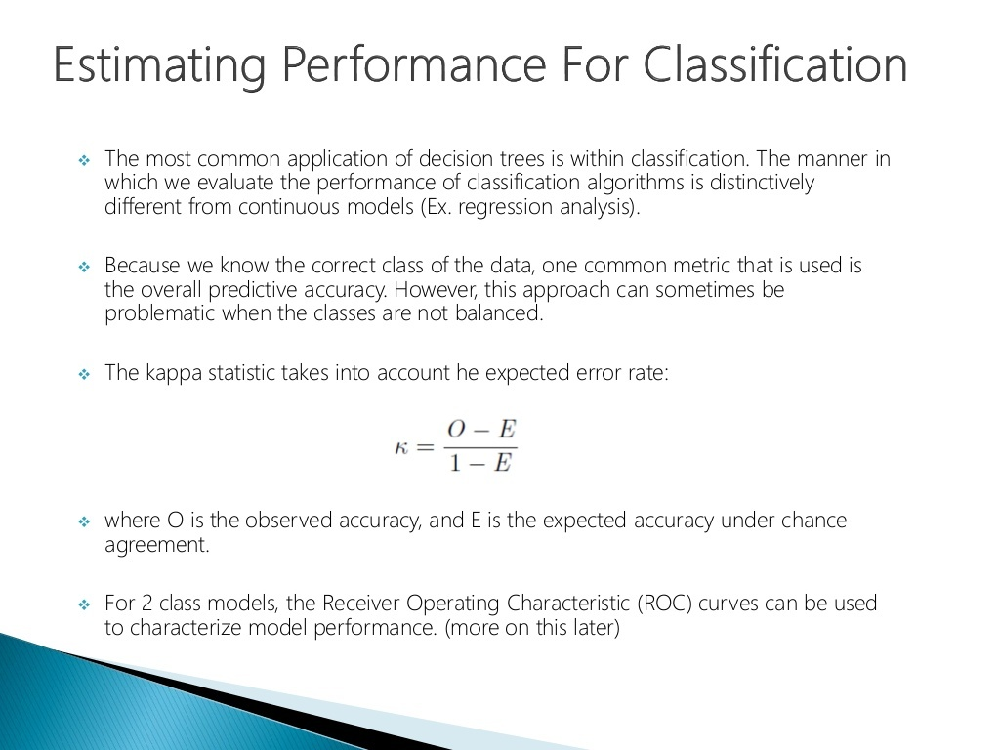 Estimating Performance For Classification
❖ The most common application of decision trees is within classification. The manner in
which we evaluate the performance of classification algorithms is distinctively
different from continuous models (Ex. regression analysis).
❖ Because we know the correct class of the data, one common metric that is used is
the overall predictive accuracy. However, this approach can sometimes be
problematic when the classes are not balanced.
❖ The kappa statistic takes into account he expected error rate:
κ = (O − E) / (1 − E)
❖ where O is the observed accuracy, and E is the expected accuracy under chance
agreement.
❖ For 2 class models, the Receiver Operating Characteristic (ROC) curves can be used
to characterize model performance. (more on this later)